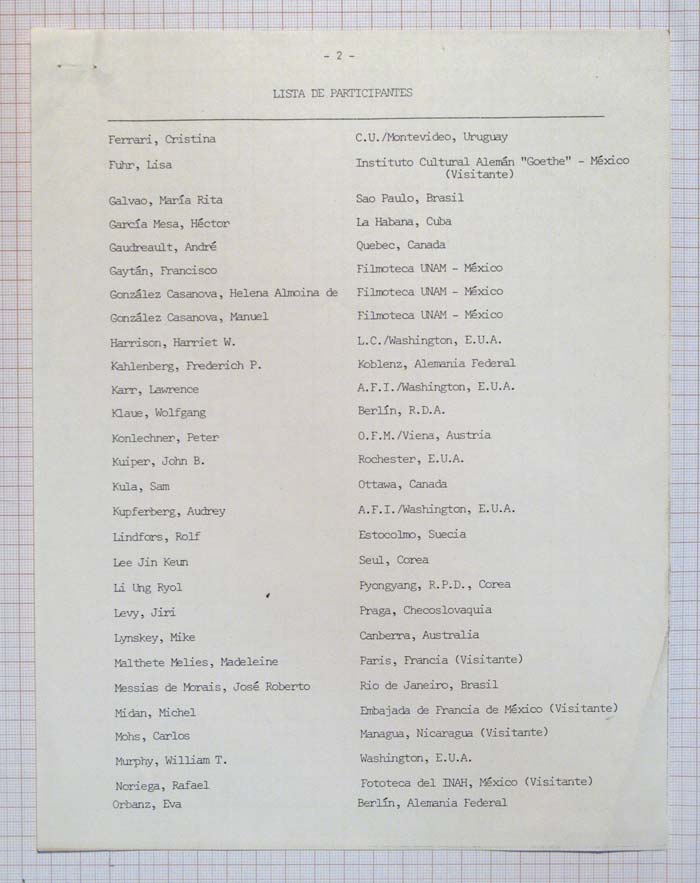 - 2 -
LISTA DE PARTICIPANTES
Ferrari, Cristina C.U./Montevideo, Uruguay
Fuhr, Lisa Instituto Cultural Alemán "Goethe" - México
(Visitante)
Galvao, María Rita Sao Paulo, Brasil
García Mesa, Héctor La Habana, Cuba
Gaudreault, André Quebec, Canada
Gaytán, Francisco Filmoteca UNAM - México
González Casanova, Helena Almoina de Filmoteca UNAM - México
González Casanova, Manuel Filmoteca UNAM - México
Harrison, Harriet W. L.C./Washington, E.U.A.
Kahlenberg, Frederich P. Koblenz, Alemania Federal
Karr, Lawrence A.F.I./Washington, E.U.A.
Klaue, Wolfgang Berlín, R.D.A.
Konlechner, Peter O.F.M./Viena, Austria
Kuiper, John B. Rochester, E.U.A.
Kula, Sam Ottawa, Canada
Kupferberg, Audrey A.F.I./Washington, E.U.A.
Lindfors, Rolf Estocolmo, Suecia
Lee Jin Keun Seul, Corea
Li Ung Ryol Pyongyang, R.P.D., Corea
Levy, Jiri Praga, Checoslovaquia
Lynskey, Mike Canberra, Australia
Malthete Melies, Madeleine Paris, Francia (Visitante)
Messias de Morais, José Roberto Rio de Janeiro, Brasil
Midan, Michel Embajada de Francia de México (Visitante)
Mohs, Carlos Managua, Nicaragua (Visitante)
Murphy, William T. Washington, E.U.A.
Noriega, Rafael Fototeca del INAH, México (Visitante)
Orbanz, Eva Berlín, Alemania Federal